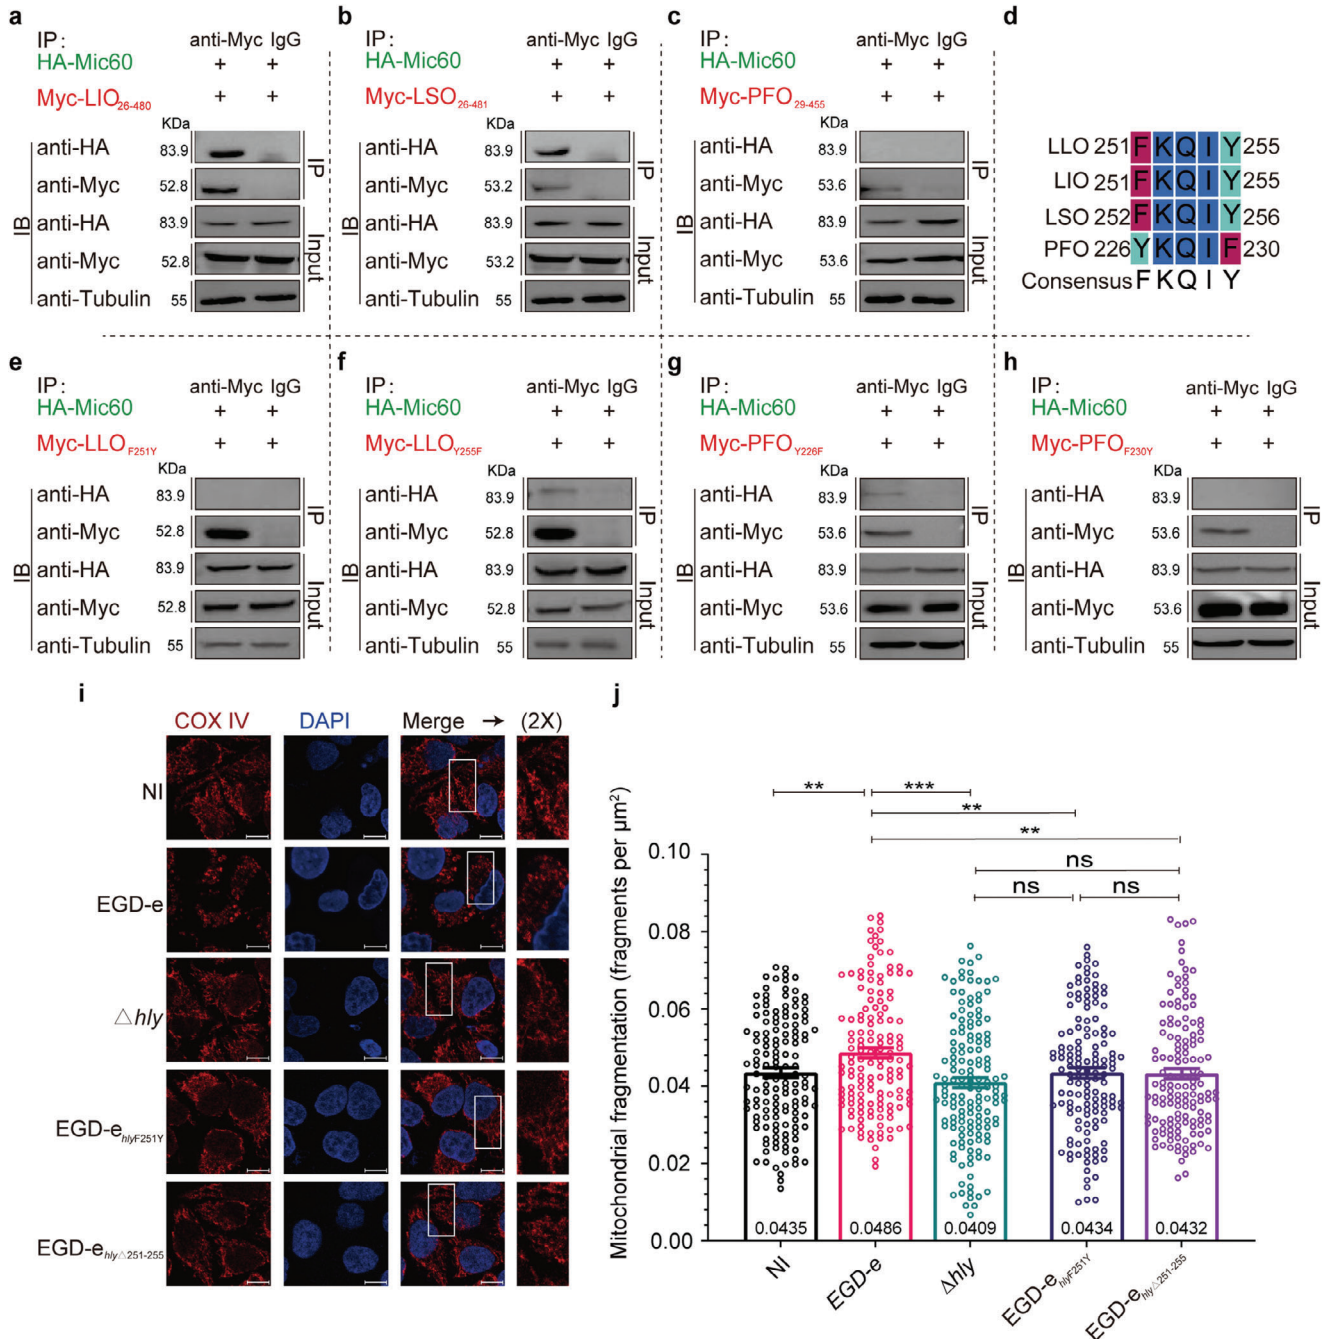 a
IP:
anti-Myc IgG
HA-Mic60
+ +
Myc-LIO26-480
+ +
KDa
anti-HA 83.9
anti-Myc 52.8
anti-HA 83.9
anti-Myc 52.8
anti-Tubulin 55
IB
IP
Input
b
IP:
anti-Myc IgG
HA-Mic60
+ +
Myc-LSO26-481
+ +
KDa
anti-HA 83.9
anti-Myc 53.2
anti-HA 83.9
anti-Myc 53.2
anti-Tubulin 55
IB
IP
Input
c
IP:
anti-Myc IgG
HA-Mic60
+ +
Myc-PFO29-455
+ +
KDa
anti-HA 83.9
anti-Myc 53.6
anti-HA 83.9
anti-Myc 53.6
anti-Tubulin 55
IB
IP
Input
d
LLO 251 F K Q I Y 255
LIO 251 F K Q I Y 255
LSO 252 F K Q I Y 256
PFO 226 Y K Q I F 230
Consensus F K Q I Y
e
IP:
anti-Myc IgG
HA-Mic60
+ +
Myc-LLO F251Y
+ +
KDa
anti-HA 83.9
anti-Myc 52.8
anti-HA 83.9
anti-Myc 52.8
anti-Tubulin 55
IB
IP
Input
f
IP:
anti-Myc IgG
HA-Mic60
+ +
Myc-LLO Y255F
+ +
KDa
anti-HA 83.9
anti-Myc 52.8
anti-HA 83.9
anti-Myc 52.8
anti-Tubulin 55
IB
IP
Input
g
IP:
anti-Myc IgG
HA-Mic60
+ +
Myc-PFO Y226F
+ +
KDa
anti-HA 83.9
anti-Myc 53.6
anti-HA 83.9
anti-Myc 53.6
anti-Tubulin 55
IB
IP
Input
h
IP:
anti-Myc IgG
HA-Mic60
+ +
Myc-PFO F230Y
+ +
KDa
anti-HA 83.9
anti-Myc 53.6
anti-HA 83.9
anti-Myc 53.6
anti-Tubulin 55
IB
IP
Input
i
COX IV DAPI Merge → (2X)
NI
EGD-e
△hly
EGD-e hlyF251Y
EGD-e hly△251-255
j
Mitochondrial fragmentation (fragments per µm²)
** ***
**
**
ns
ns ns
0.10
0.08
0.06
0.04
0.02
0.00
0.0435 0.0486 0.0409 0.0434 0.0432
NI EGD-e Δhly EGD-e hlyF251Y EGD-e hly△251-255